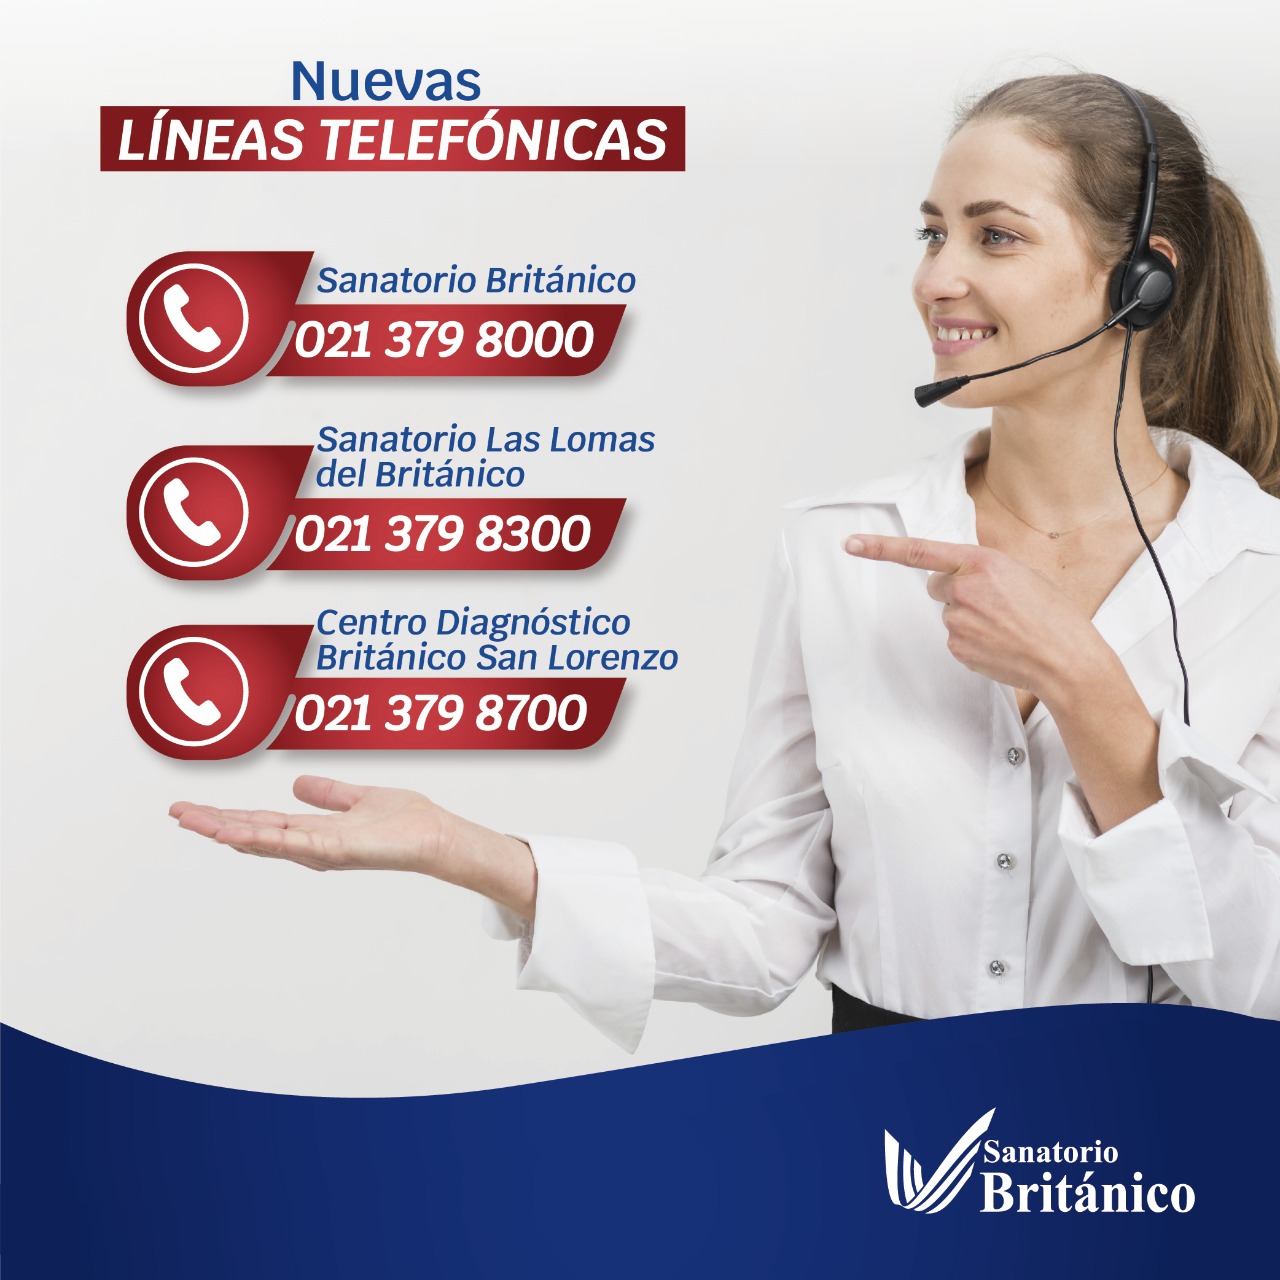 Nuevas
LÍNEAS TELEFÓNICAS
Sanatorio Británico
021 379 8000
Sanatorio Las Lomas
del Británico
021 379 8300
Centro Diagnóstico
Británico San Lorenzo
021 379 8700
Sanatorio
Británico